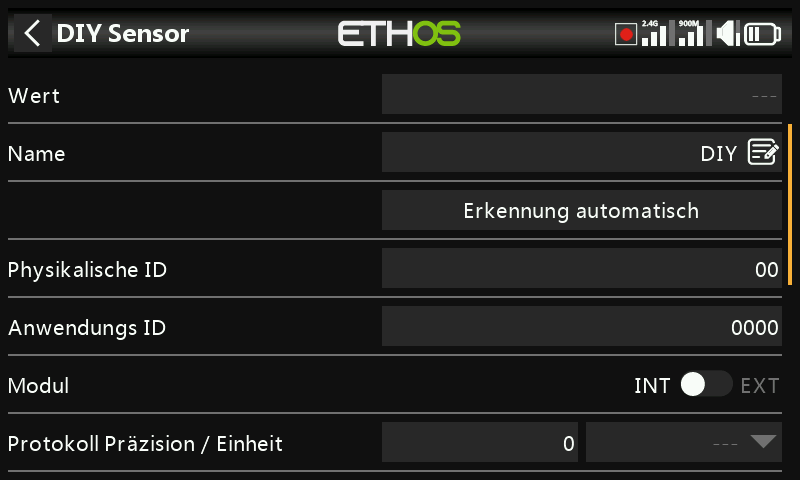 DIY Sensor ETHOS 2.4G 900M
Wert ---
Name DIY
Erkennung automatisch
Physikalische ID 00
Anwendungs ID 0000
Modul INT EXT
Protokoll Präzision / Einheit 0 ---